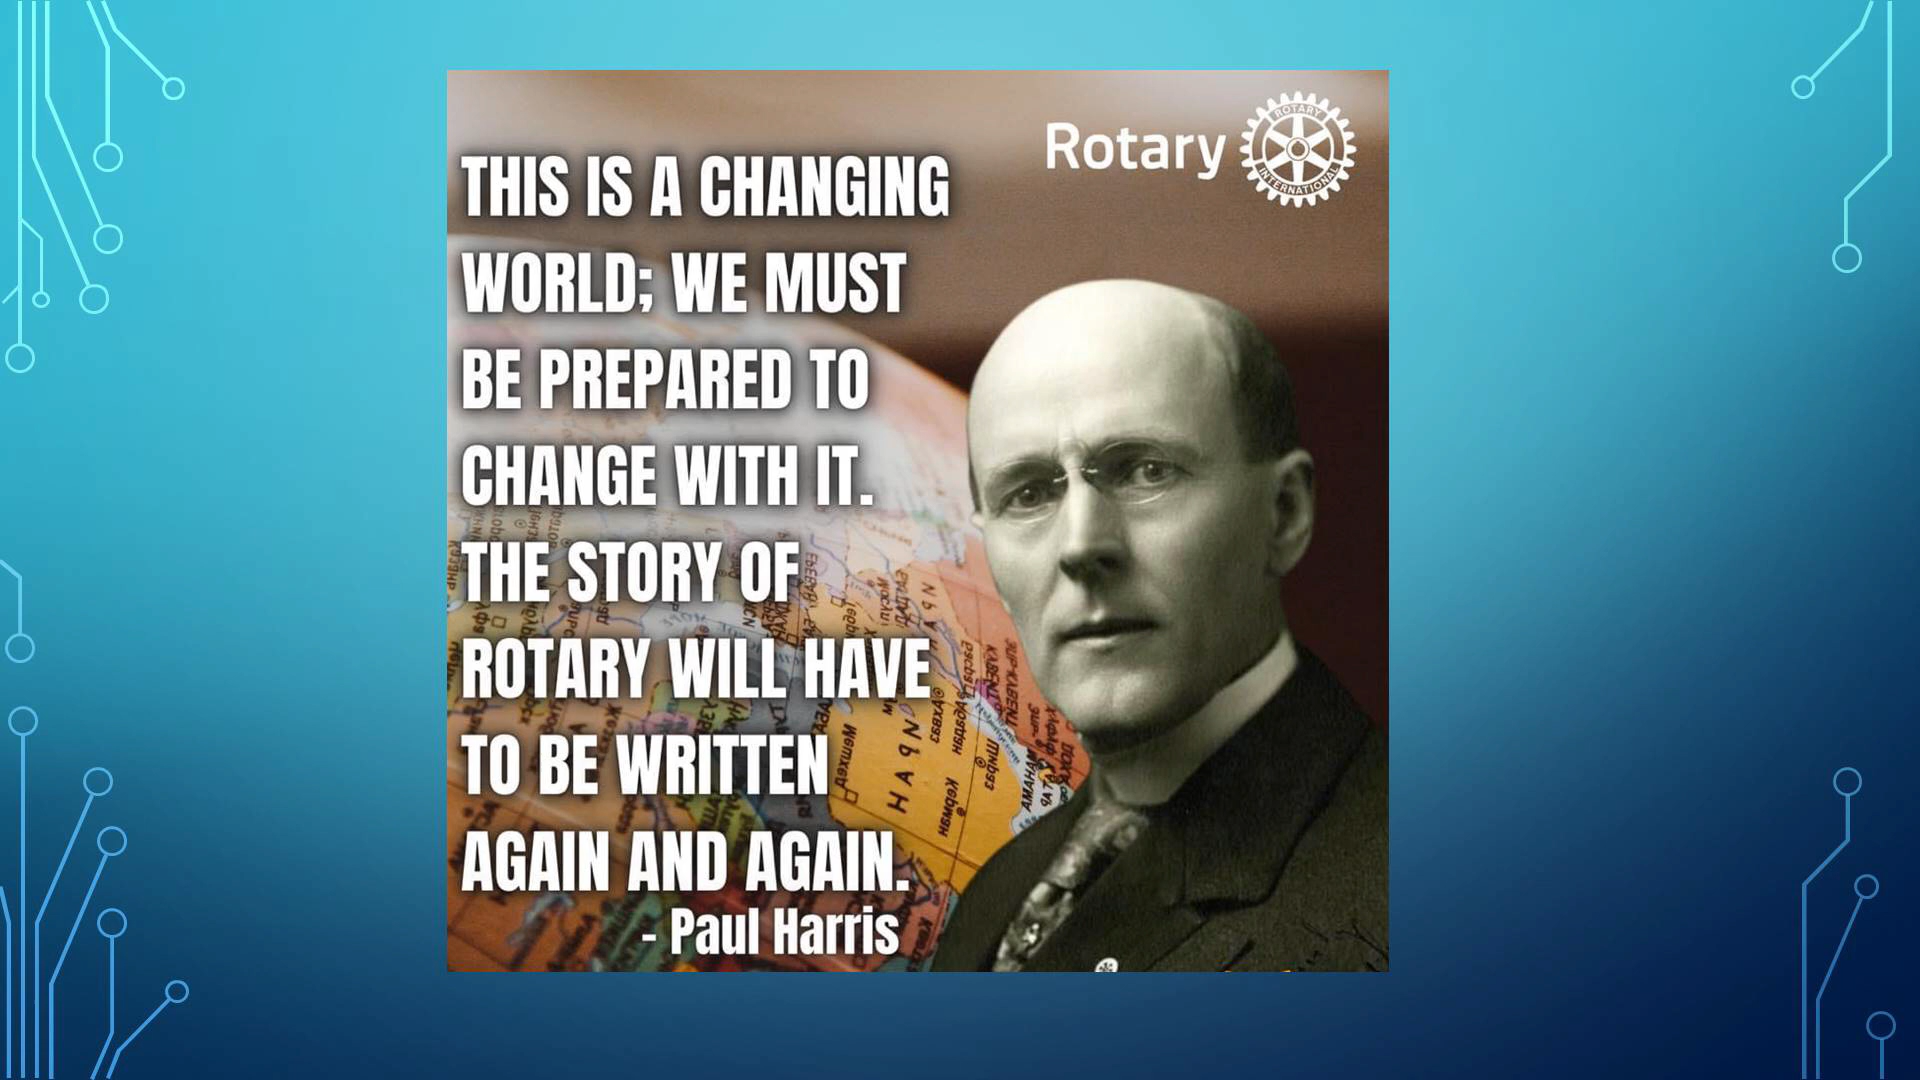 Rotary
ROTARY
INTERNATIONAL
THIS IS A CHANGING
WORLD; WE MUST
BE PREPARED TO
CHANGE WITH IT.
THE STORY OF
ROTARY WILL HAVE
TO BE WRITTEN
AGAIN AND AGAIN.
- Paul Harris